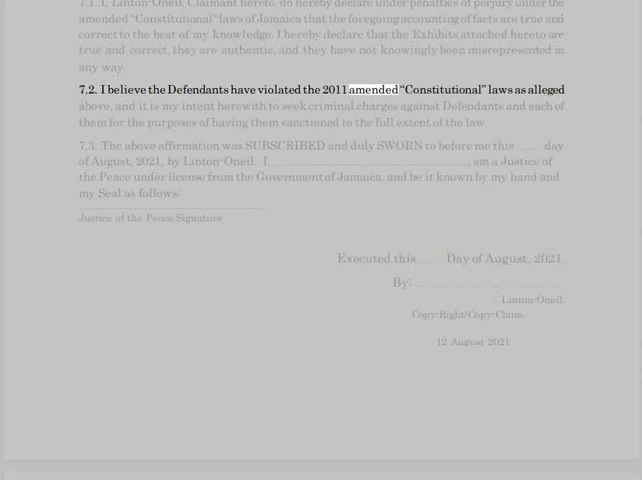 7.1. I, Linton-Oneil, Claimant hereto, do hereby declare under penalties of perjury under the
amended “Constitutional” laws of Jamaica that the foregoing accounting of facts are true and
correct to the best of my knowledge. I hereby declare that the Exhibits attached hereto are
true and correct, they are authentic, and they have not knowingly been misrepresented in
any way.
7.2. I believe the Defendants have violated the 2011 amended “Constitutional” laws as alleged
above, and it is my intent herewith to seek criminal charges against Defendants and each of
them for the purposes of having them sanctioned to the full extent of the law.
7.3. The above affirmation was SUBSCRIBED and duly SWORN to before me this ____ day
of August, 2021, by Linton-Oneil. I, ____________________, am a Justice of
the Peace under license from the Government of Jamaica, and be it known by my hand and
my Seal as follows:
Justice of the Peace Signature
Executed this ____ Day of August, 2021.
By: ____________________
Linton-Oneil.
Copy-Right/Copy-Claim.
12 August 2021